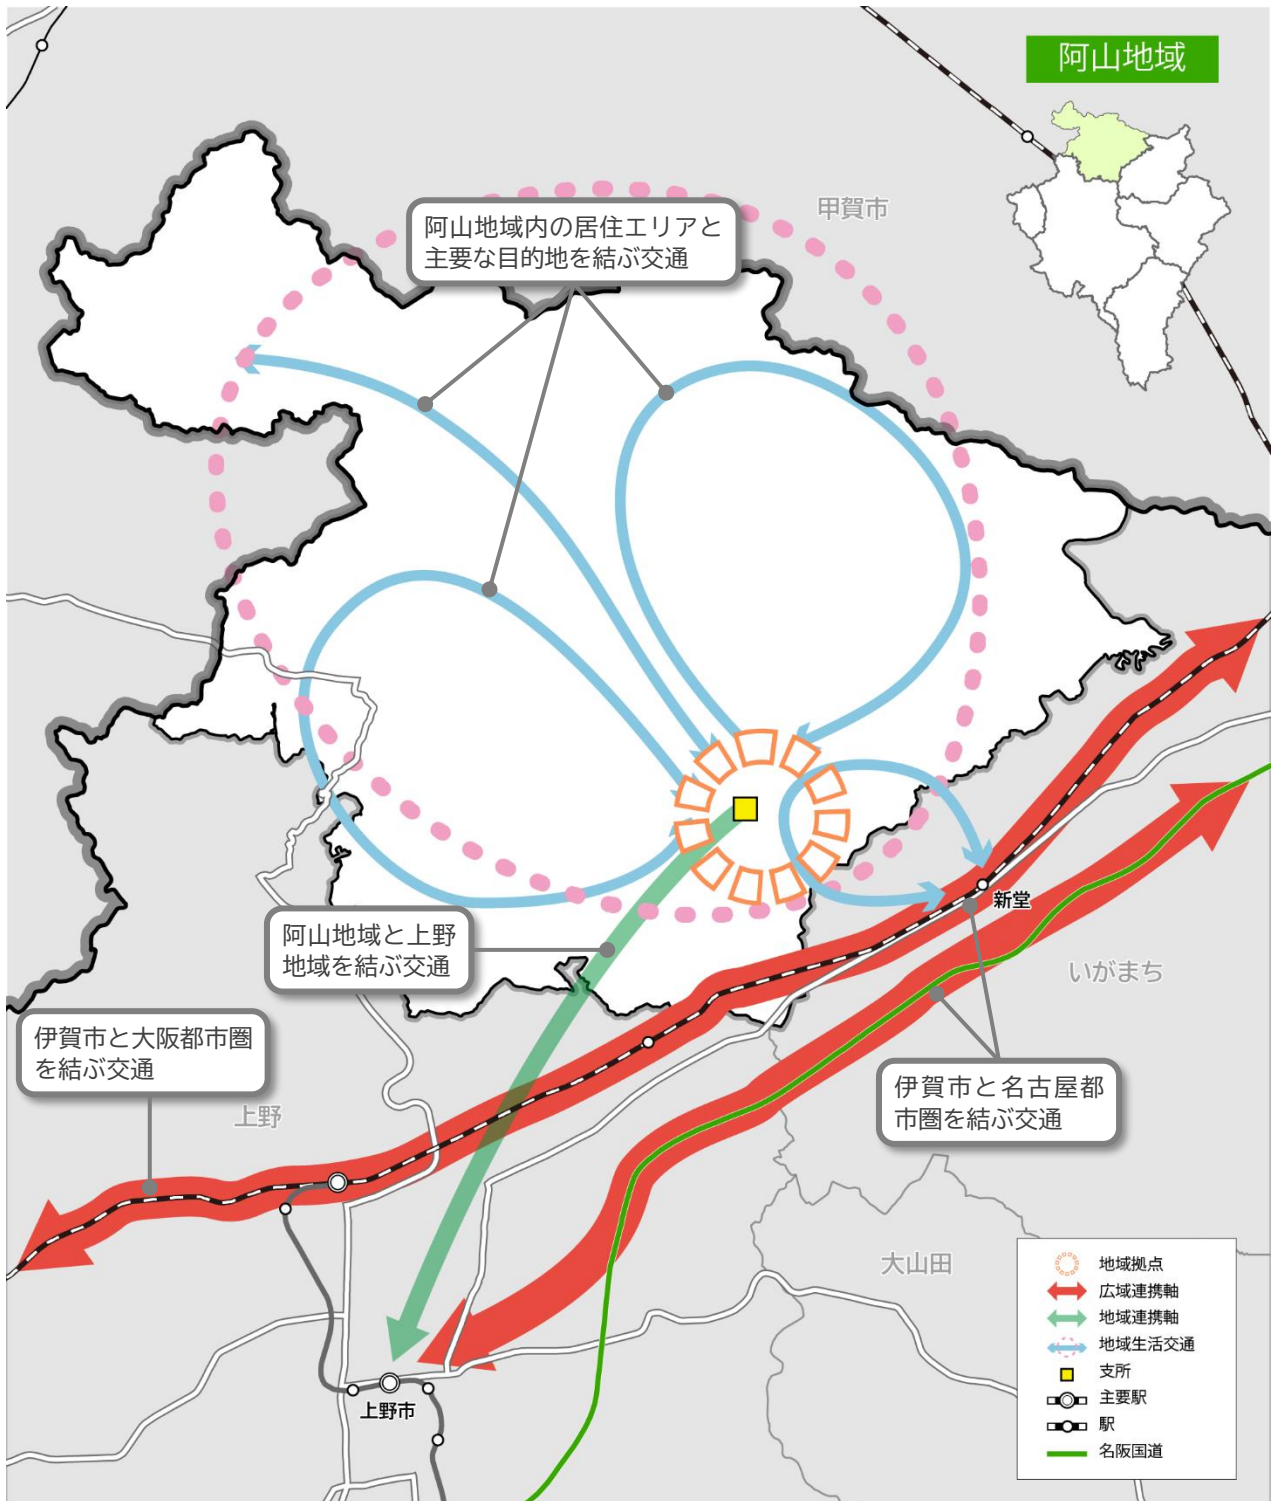 阿山地域
甲賀市
阿山地域内の居住エリアと
主要な目的地を結ぶ交通
新堂
阿山地域と上野
地域を結ぶ交通
いがまち
伊賀市と大阪都市圏
を結ぶ交通
伊賀市と名古屋都
市圏を結ぶ交通
上野
大山田
上野市
地域拠点
広域連携軸
地域連携軸
地域生活交通
支所
主要駅
駅
名阪国道